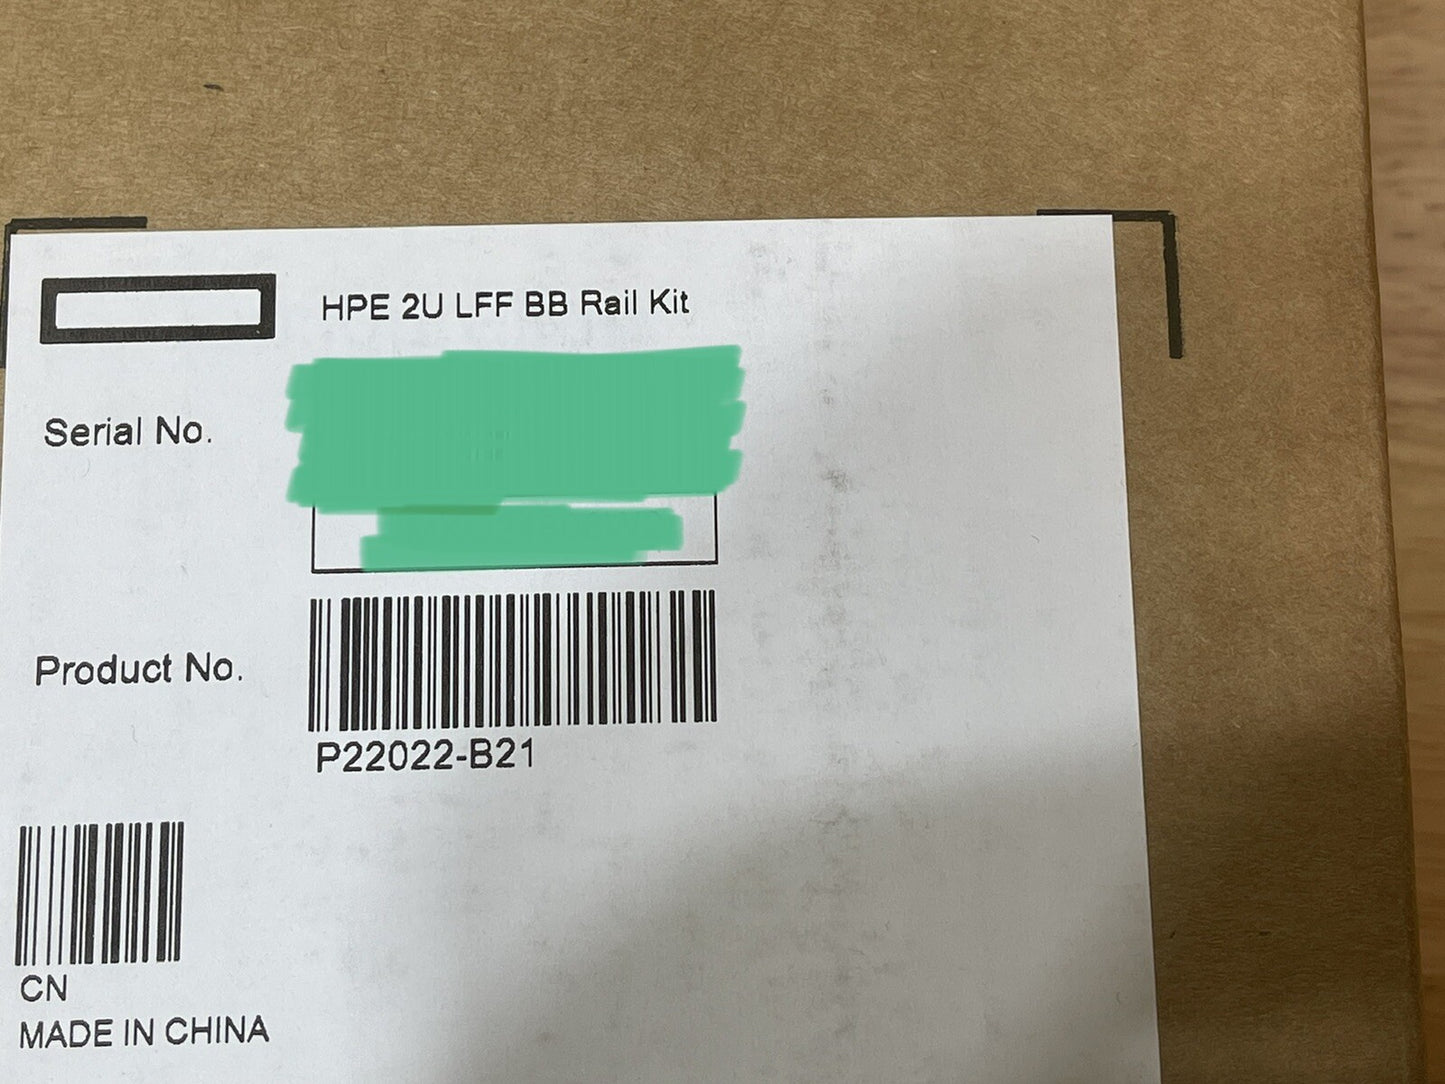 HPE 2U LFF BB Rail Kit
Serial No.
Product No.
P22022-B21
CN
MADE IN CHINA